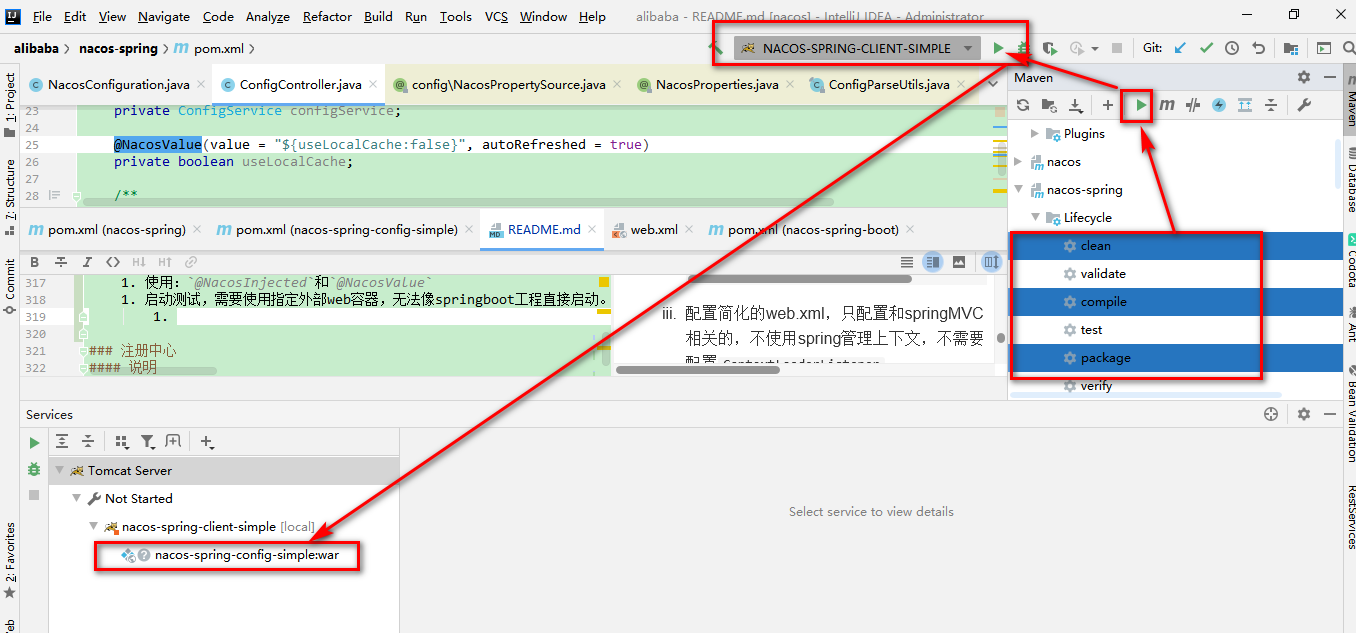 File Edit View Navigate Code Analyze Refactor Build Run Tools VCS Window Help alibaba - README.md [nacos] - IntelliJ IDEA - Administrator
alibaba nacos-spring pom.xml
NACOS-SPRING-CLIENT-SIMPLE
Git:
1: Project
7: Structure
Commit
2: Favorites
NacosConfiguration.java ConfigController.java config\NacosPropertySource.java NacosProperties.java ConfigParseUtils.java
23 private ConfigService configService;
24
25 @NacosValue(value = "${useLocalCache:false}", autoRefreshed = true)
26 private boolean useLocalCache;
27
28 /**
pom.xml (nacos-spring) pom.xml (nacos-spring-config-simple) README.md web.xml pom.xml (nacos-spring-boot)
317 1. 使用：`@NacosInjected`和`@NacosValue`
318 1. 启动测试，需要使用指定外部web容器，无法像springboot工程直接启动。
319 1.
320
321 ### 注册中心
322 #### 说明
iii. 配置简化的web.xml，只配置和springMVC
相关的，不使用spring管理上下文，不需要
配置 ContextLoaderListener
Maven
Plugins
nacos
nacos-spring
Lifecycle
clean
validate
compile
test
package
verify
Maven
Database
Codota
Ant
Bean Validation
RestServices
Services
Tomcat Server
Not Started
nacos-spring-client-simple [local]
nacos-spring-config-simple:war
Select service to view details